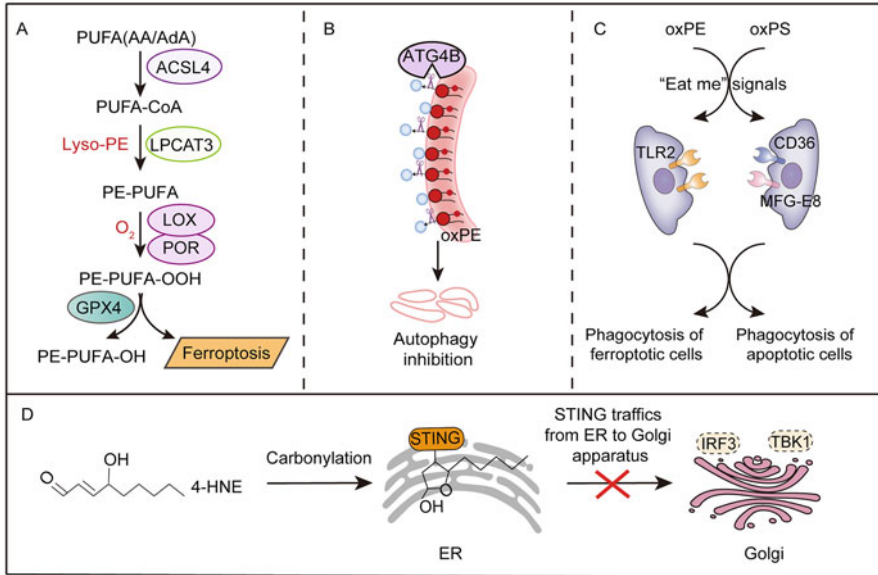 A
PUFA(AA/AdA)
ACSL4
PUFA-CoA
Lyso-PE
LPCAT3
PE-PUFA
O₂
LOX
POR
PE-PUFA-OOH
GPX4
PE-PUFA-OH
Ferroptosis
B
ATG4B
oxPE
Autophagy
inhibition
C
oxPE
oxPS
“Eat me” signals
TLR2
CD36
MFG-E8
Phagocytosis of
ferroptotic cells
Phagocytosis of
apoptotic cells
D
OH
O
4-HNE
Carbonylation
STING
O
OH
ER
STING traffics
from ER to Golgi
apparatus
IRF3
TBK1
Golgi